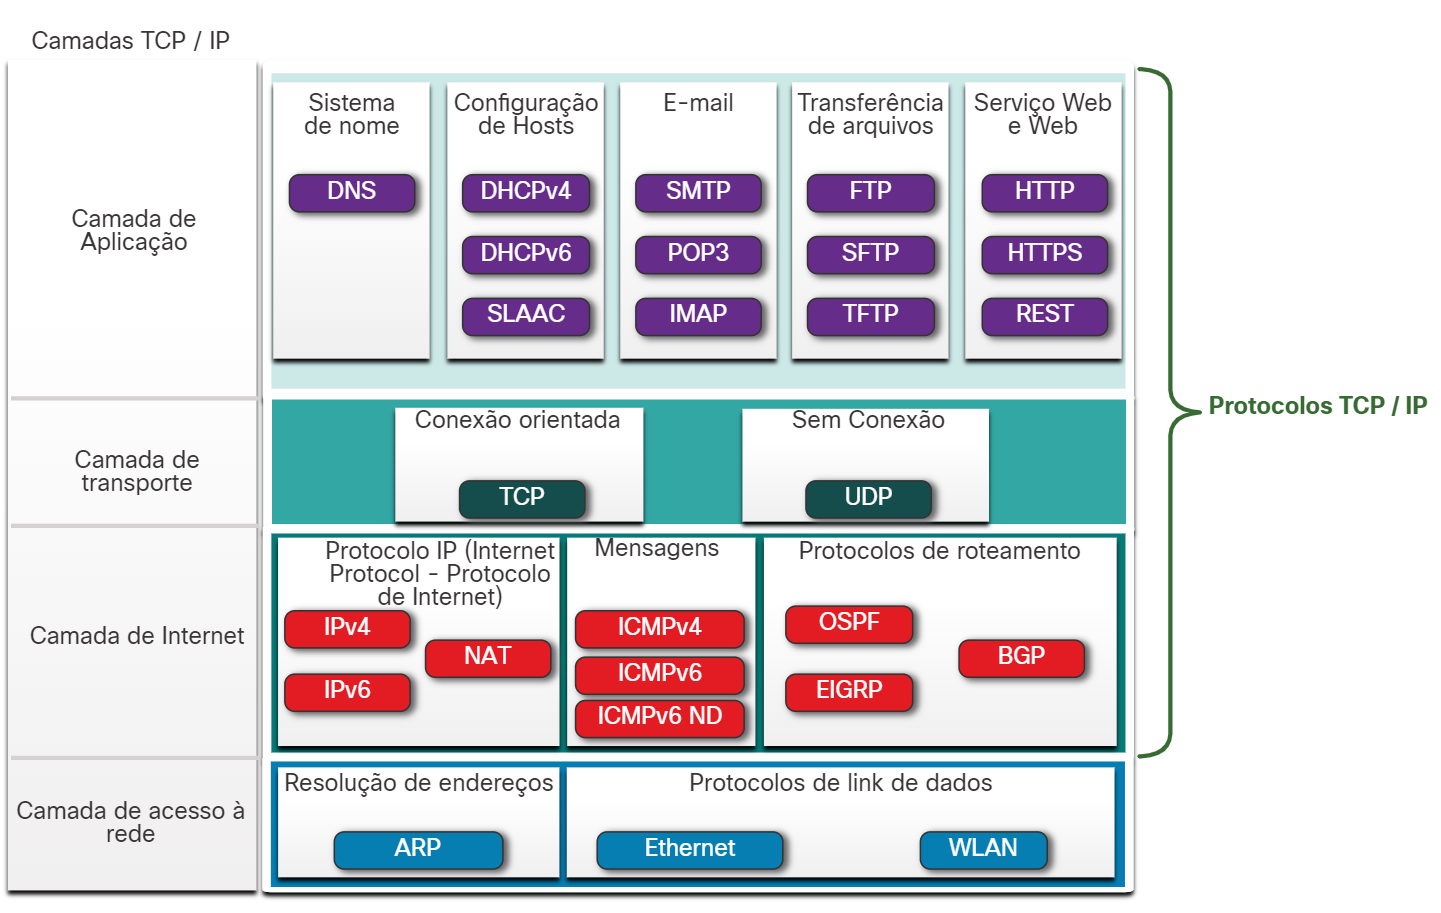 Camadas TCP / IP
Camada de
Aplicação
Sistema
de nome
DNS
Configuração
de Hosts
DHCPv4
DHCPv6
SLAAC
E-mail
SMTP
POP3
IMAP
Transferência
de arquivos
FTP
SFTP
TFTP
Serviço Web
e Web
HTTP
HTTPS
REST
Protocolos TCP / IP
Camada de
transporte
Conexão orientada
TCP
Sem Conexão
UDP
Camada de Internet
Protocolo IP (Internet
Protocol - Protocolo
de Internet)
IPv4
NAT
IPv6
Mensagens
ICMPv4
ICMPv6
ICMPv6 ND
Protocolos de roteamento
OSPF
BGP
EIGRP
Camada de acesso à
rede
Resolução de endereços
ARP
Protocolos de link de dados
Ethernet
WLAN